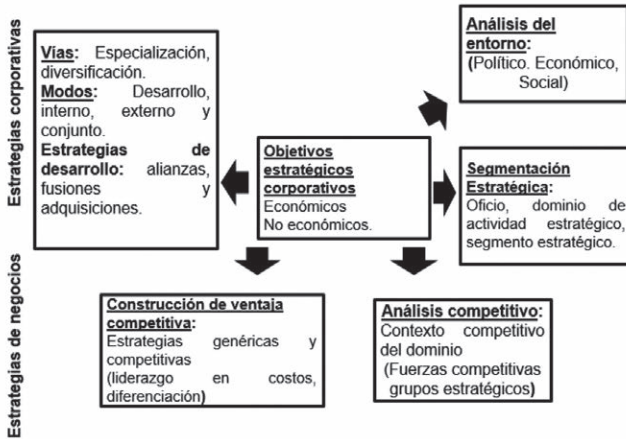 Estrategias corporativas
Vías: Especialización,
diversificación.
Modos: Desarrollo,
interno, externo y
conjunto.
Estrategias de
desarrollo: alianzas,
fusiones y
adquisiciones.
Análisis del
entorno:
(Político. Económico,
Social)
Objetivos
estratégicos
corporativos
Económicos
No económicos.
Segmentación
Estratégica:
Oficio, dominio de
actividad estratégico,
segmento estratégico.
Estrategias de negocios
Construcción de ventaja
competitiva:
Estrategias genéricas y
competitivas
(liderazgo en costos,
diferenciación)
Análisis competitivo:
Contexto competitivo
del dominio
(Fuerzas competitivas
grupos estratégicos)